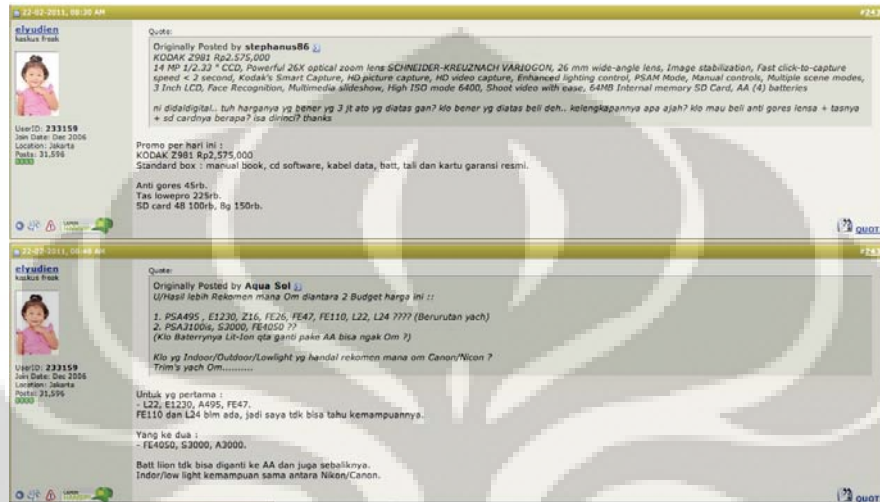 22-02-2011, 08:30 AM
#243
elyudien
kaskus freak
UserID: 233159
Join Date: Dec 2006
Location: Jakarta
Posts: 31,596
Quote:
Originally Posted by stephanus86
KODAK Z981 Rp2.575,000
14 MP 1/2.33 " CCD, Powerful 26X optical zoom lens SCHNEIDER-KREUZNACH VARIOGON, 26 mm wide-angle lens, Image stabilization, Fast click-to-capture
speed < 2 second, Kodak's Smart Capture, HD picture capture, HD video capture, Enhanced lighting control, PSAM Mode, Manual controls, Multiple scene modes,
3 Inch LCD, Face Recognition, Multimedia slideshow, High ISO mode 6400, Shoot video with ease, 64MB Internal memory SD Card, AA (4) batteries
ni didaldigital.. tuh harganya yg bener yg 3 jt ato yg diatas gan? klo bener yg diatas beli deh.. kelengkapannya apa ajah? klo mau beli anti gores lensa + tasnya
+ sd cardnya berapa? isa dirinci? thanks
Promo per hari ini :
KODAK Z981 Rp2,575,000
Standard box : manual book, cd software, kabel data, batt, tali dan kartu garansi resmi.
Anti gores 45rb.
Tas lowepro 225rb.
SD card 48 100rb, 8g 150rb.
QUOT
22-02-2011, 08:48 AM
elyudien
kaskus freak
UserID: 233159
Join Date: Dec 2006
Location: Jakarta
Posts: 31,596
Quote:
Originally Posted by Aqua Sol
U/Hasil lebih Rekomen mana Om diantara 2 Budget harga ini ::
1. PSA495 , E1230, Z16, FE26, FE47, FE110, L22, L24 ???? (Berurutan yach)
2. PSA3100is, S3000, FE4050 ??
(Klo Baterrynya Lit-Ion qta ganti pake AA bisa ngak Om ?)
Klo yg Indoor/Outdoor/Lowlight yg handal rekomen mana om Canon/Nicon ?
Trim's yach Om..........
Untuk yg pertama :
- L22, E1230, A495, FE47.
FE110 dan L24 blm ada, jadi saya tdk bisa tahu kemampuannya.
Yang ke dua :
- FE4050, S3000, A3000.
Batt liion tdk bisa diganti ke AA dan juga sebaliknya.
Indor/low light kemampuan sama antara Nikon/Canon.
QUOT